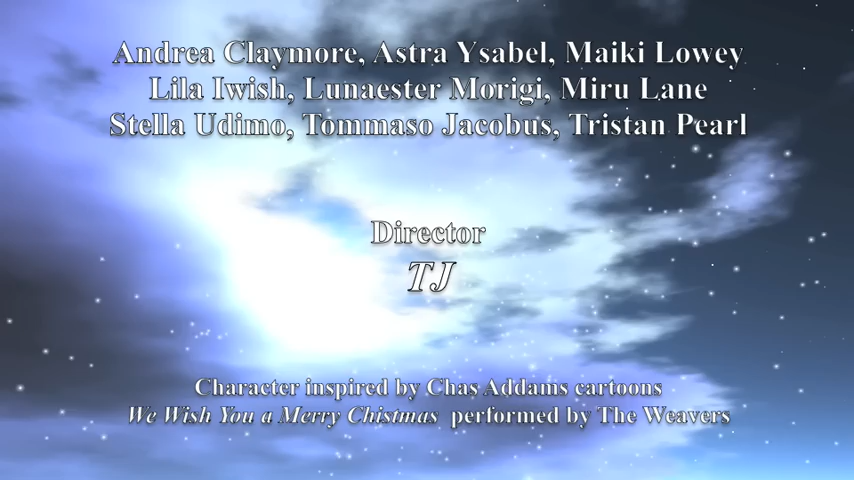 Andrea Claymore, Astra Ysabel, Maiki Lowey
Lila Iwish, Lunaester Morigi, Miru Lane
Stella Udimo, Tommaso Jacobus, Tristan Pearl
Director
TJ
Character inspired by Chas Addams cartoons
We Wish You a Merry Chistmas performed by The Weavers